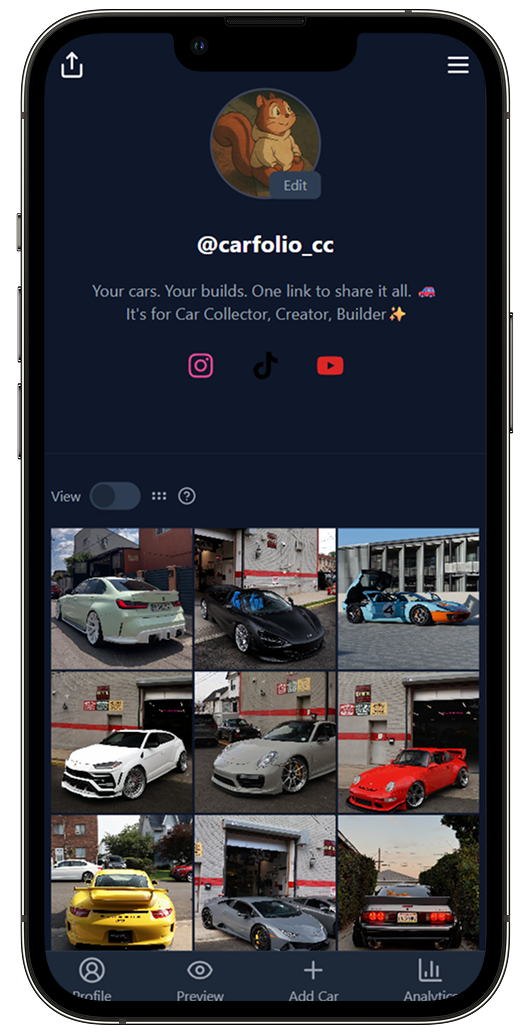 Edit
@carfolio_cc
Your cars. Your builds. One link to share it all. 🚗
It's for Car Collector, Creator, Builder✨
View
4
Profile
Preview
Add Car
Analytics